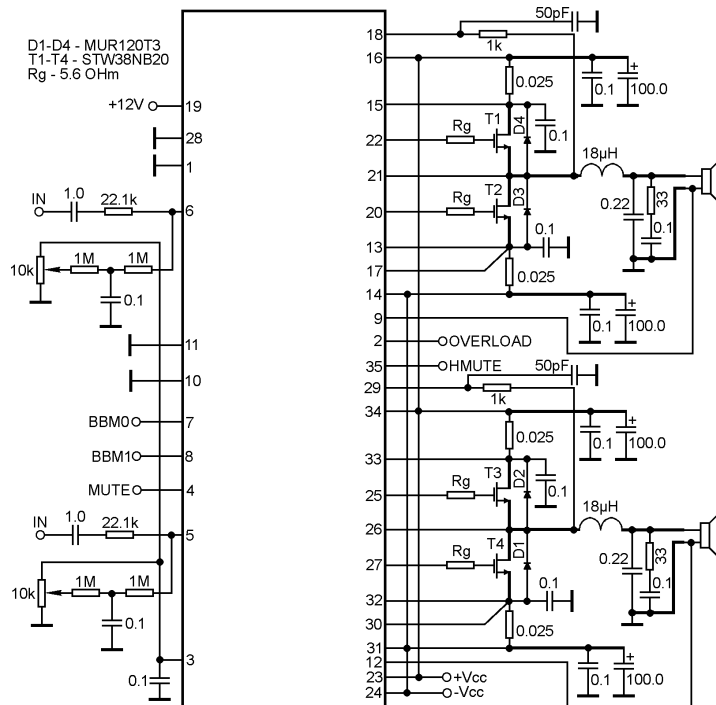 50pF
18
1k
D1-D4 - MUR120T3
T1-T4 - STW38NB20
Rg - 5.6 OHm
16
0.025
0.1
+
100.0
+12V
19
15
T1
D4
0.1
28
22
Rg
1
21
18µH
IN
1.0
22.1k
6
20
Rg
T2
D3
0.22
33
0.1
13
0.1
17
10k
1M
1M
0.025
14
0.1
9
0.1
+
100.0
2
OVERLOAD
11
35
HMUTE
50pF
10
29
1k
34
BBM0
7
0.025
0.1
+
100.0
BBM1
8
33
T3
D2
0.1
MUTE
4
25
Rg
IN
1.0
22.1k
5
26
18µH
27
Rg
T4
D1
0.22
33
0.1
10k
1M
1M
32
0.1
30
0.1
0.025
31
3
12
0.1
23
+Vcc
0.1
+
100.0
24
-Vcc